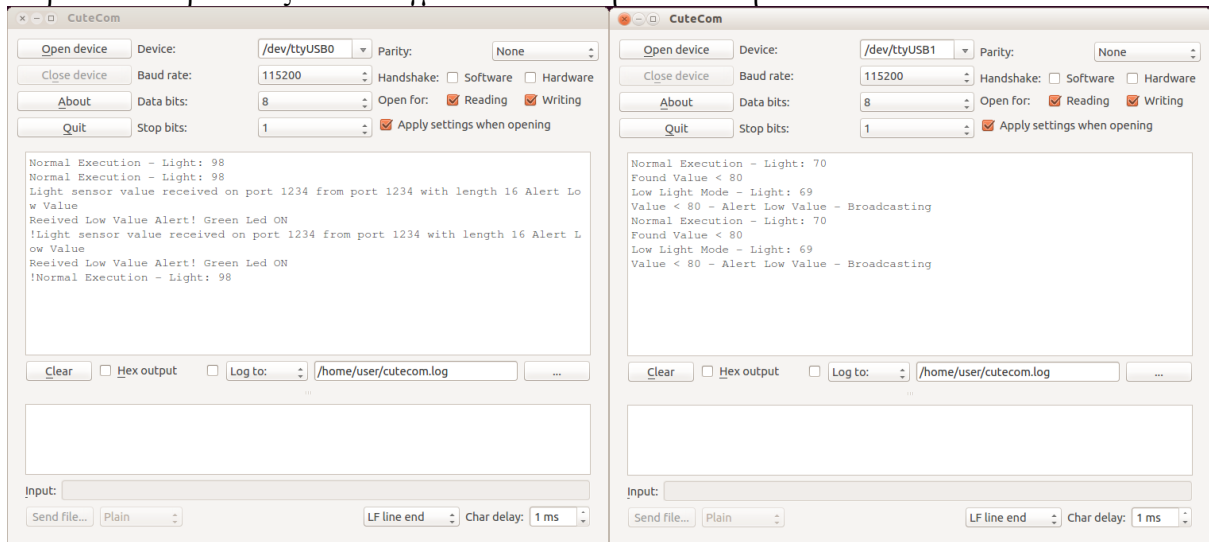 CuteCom
Open device Device: /dev/ttyUSB0 Parity: None
Close device Baud rate: 115200 Handshake: Software Hardware
About Data bits: 8 Open for: Reading Writing
Quit Stop bits: 1 Apply settings when opening
Normal Execution - Light: 98
Normal Execution - Light: 98
Light sensor value received on port 1234 from port 1234 with length 16 Alert Lo
w Value
Reeived Low Value Alert! Green Led ON
!Light sensor value received on port 1234 from port 1234 with length 16 Alert L
ow Value
Reeived Low Value Alert! Green Led ON
!Normal Execution - Light: 98
Clear Hex output Log to: /home/user/cutecom.log ...
Input:
Send file... Plain LF line end Char delay: 1 ms
CuteCom
Open device Device: /dev/ttyUSB1 Parity: None
Close device Baud rate: 115200 Handshake: Software Hardware
About Data bits: 8 Open for: Reading Writing
Quit Stop bits: 1 Apply settings when opening
Normal Execution - Light: 70
Found Value < 80
Low Light Mode - Light: 69
Value < 80 - Alert Low Value - Broadcasting
Normal Execution - Light: 70
Found Value < 80
Low Light Mode - Light: 69
Value < 80 - Alert Low Value - Broadcasting
Clear Hex output Log to: /home/user/cutecom.log ...
Input:
Send file... Plain LF line end Char delay: 1 ms